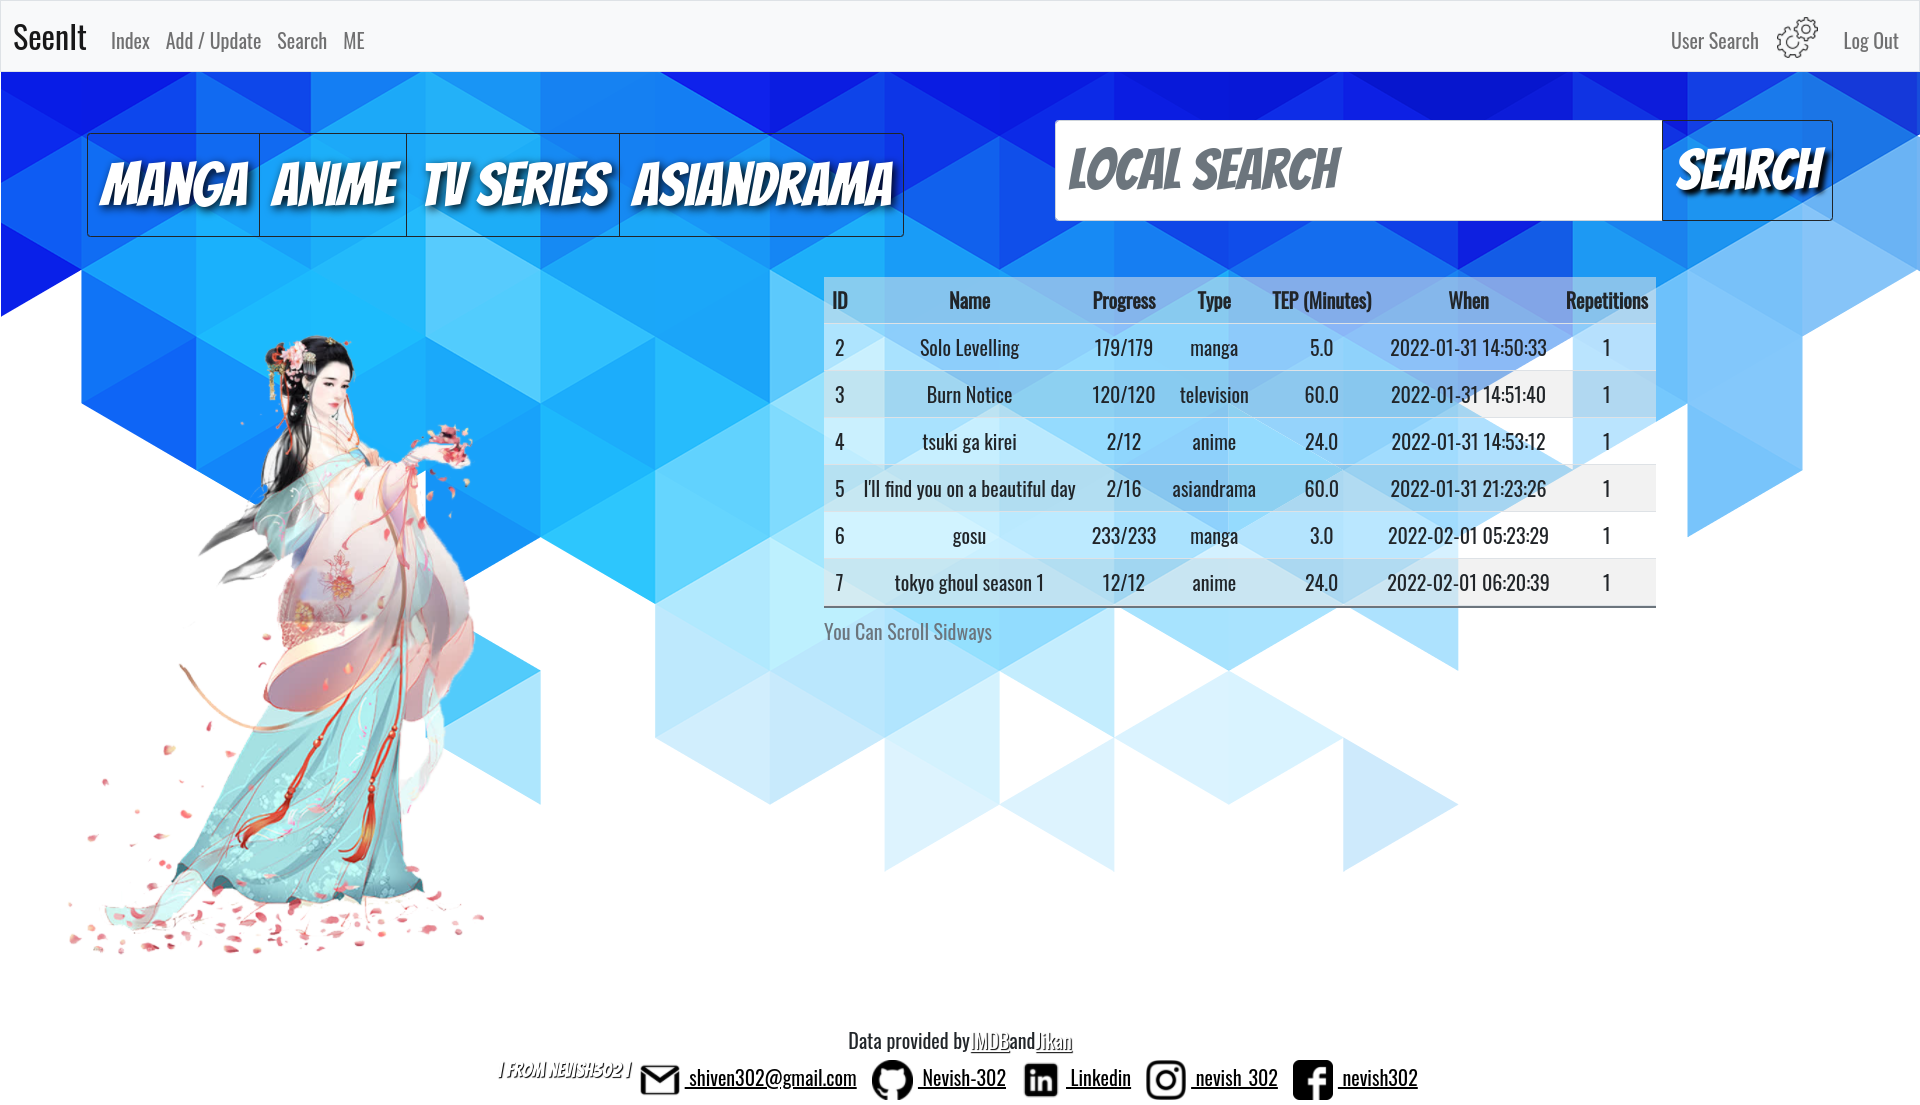 SeenIt Index Add / Update Search ME User Search Log Out
MANGA ANIME TV SERIES ASIANDRAMA LOCAL SEARCH SEARCH
ID Name Progress Type TEP (Minutes) When Repetitions
2 Solo Levelling 179/179 manga 5.0 2022-01-31 14:50:33 1
3 Burn Notice 120/120 television 60.0 2022-01-31 14:51:40 1
4 tsuki ga kirei 2/12 anime 24.0 2022-01-31 14:53:12 1
5 I'll find you on a beautiful day 2/16 asiandrama 60.0 2022-01-31 21:23:26 1
6 gosu 233/233 manga 3.0 2022-02-01 05:23:29 1
7 tokyo ghoul season 1 12/12 anime 24.0 2022-02-01 06:20:39 1
You Can Scroll Sidways
Data provided byIMDBandJikan
! FROM NEVISH302 ! shiven302@gmail.com Nevish-302 Linkedin nevish_302 nevish302